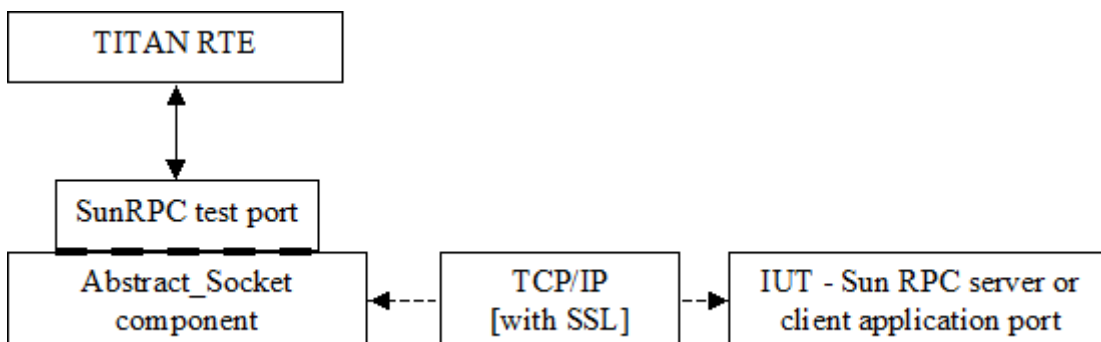 TITAN RTE
SunRPC test port
Abstract_Socket
component
TCP/IP
[with SSL]
IUT - Sun RPC server or
client application port